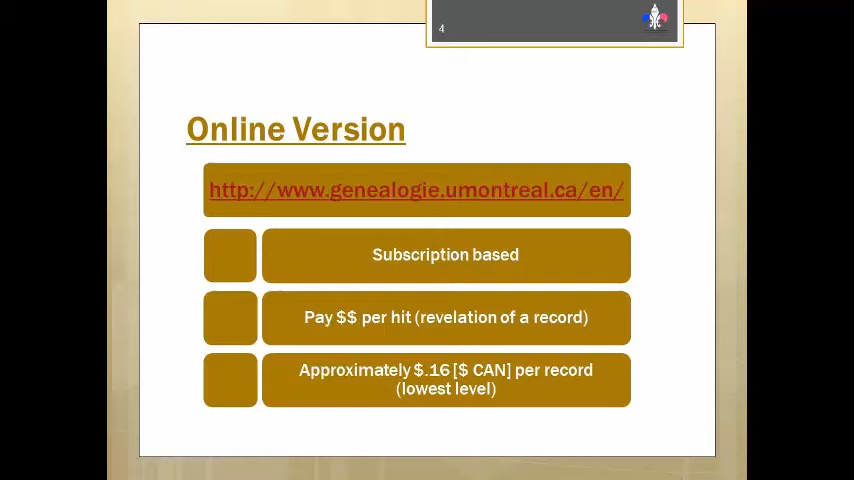 4
Online Version
http://www.genealogie.umontreal.ca/en/
Subscription based
Pay $$ per hit (revelation of a record)
Approximately $.16 [$ CAN] per record
(lowest level)